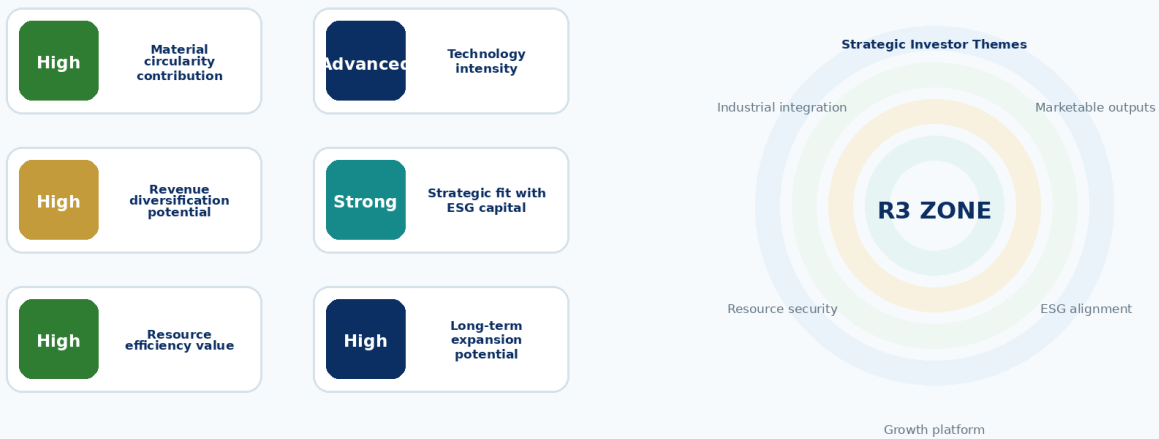 High
Material
circularity
contribution
Advanced
Technology
intensity
High
Revenue
diversification
potential
Strong
Strategic fit with
ESG capital
High
Resource
efficiency value
High
Long-term
expansion
potential
Strategic Investor Themes
Industrial integration
Marketable outputs
R3 ZONE
Resource security
ESG alignment
Growth platform